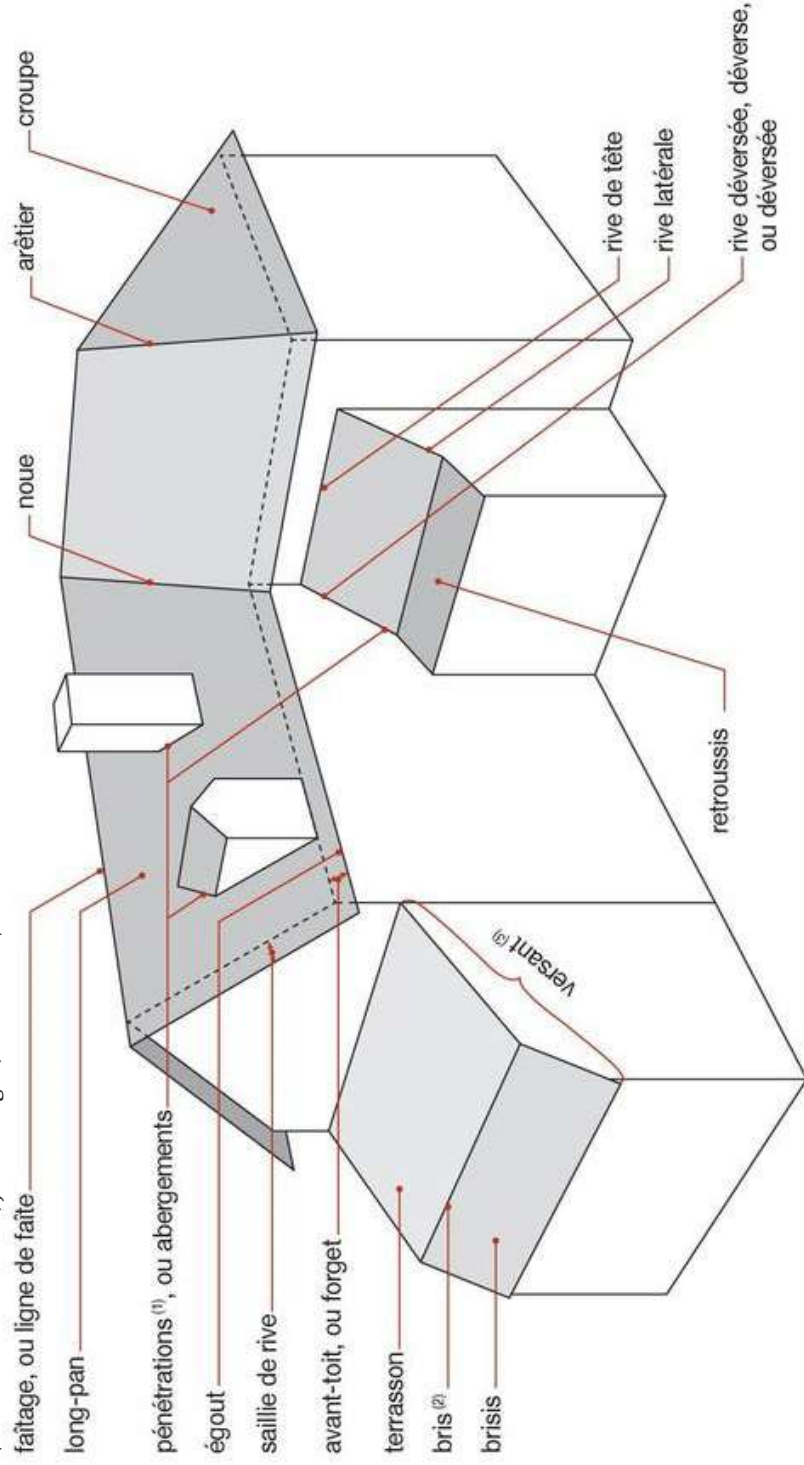 faîtage, ou ligne de faîte
long-pan
pénétrations (1), ou abergements
égout
saillie de rive
avant-toit, ou forget
terrasson
bris (2)
brisis
noue
arêtier
croupe
versant (3)
retroussis
rive de tête
rive latérale
rive déversée, déverse,
ou déversée